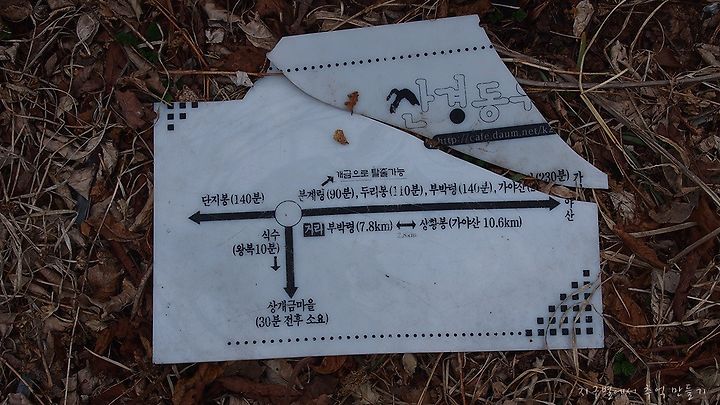 산경동
http://cafe.daum.net/k
개금으로 탈출가능
단지봉(140분)
분계령(90분), 두리봉(110분), 부박령(140분), 가야산(230분) 가
야
산
식수
(왕복10분)
거리 부박령(7.8km) ↔ 상황봉(가야산 10.6km)
상개금마을
(30분 전후 소요)
지구별에서 추억 만들기